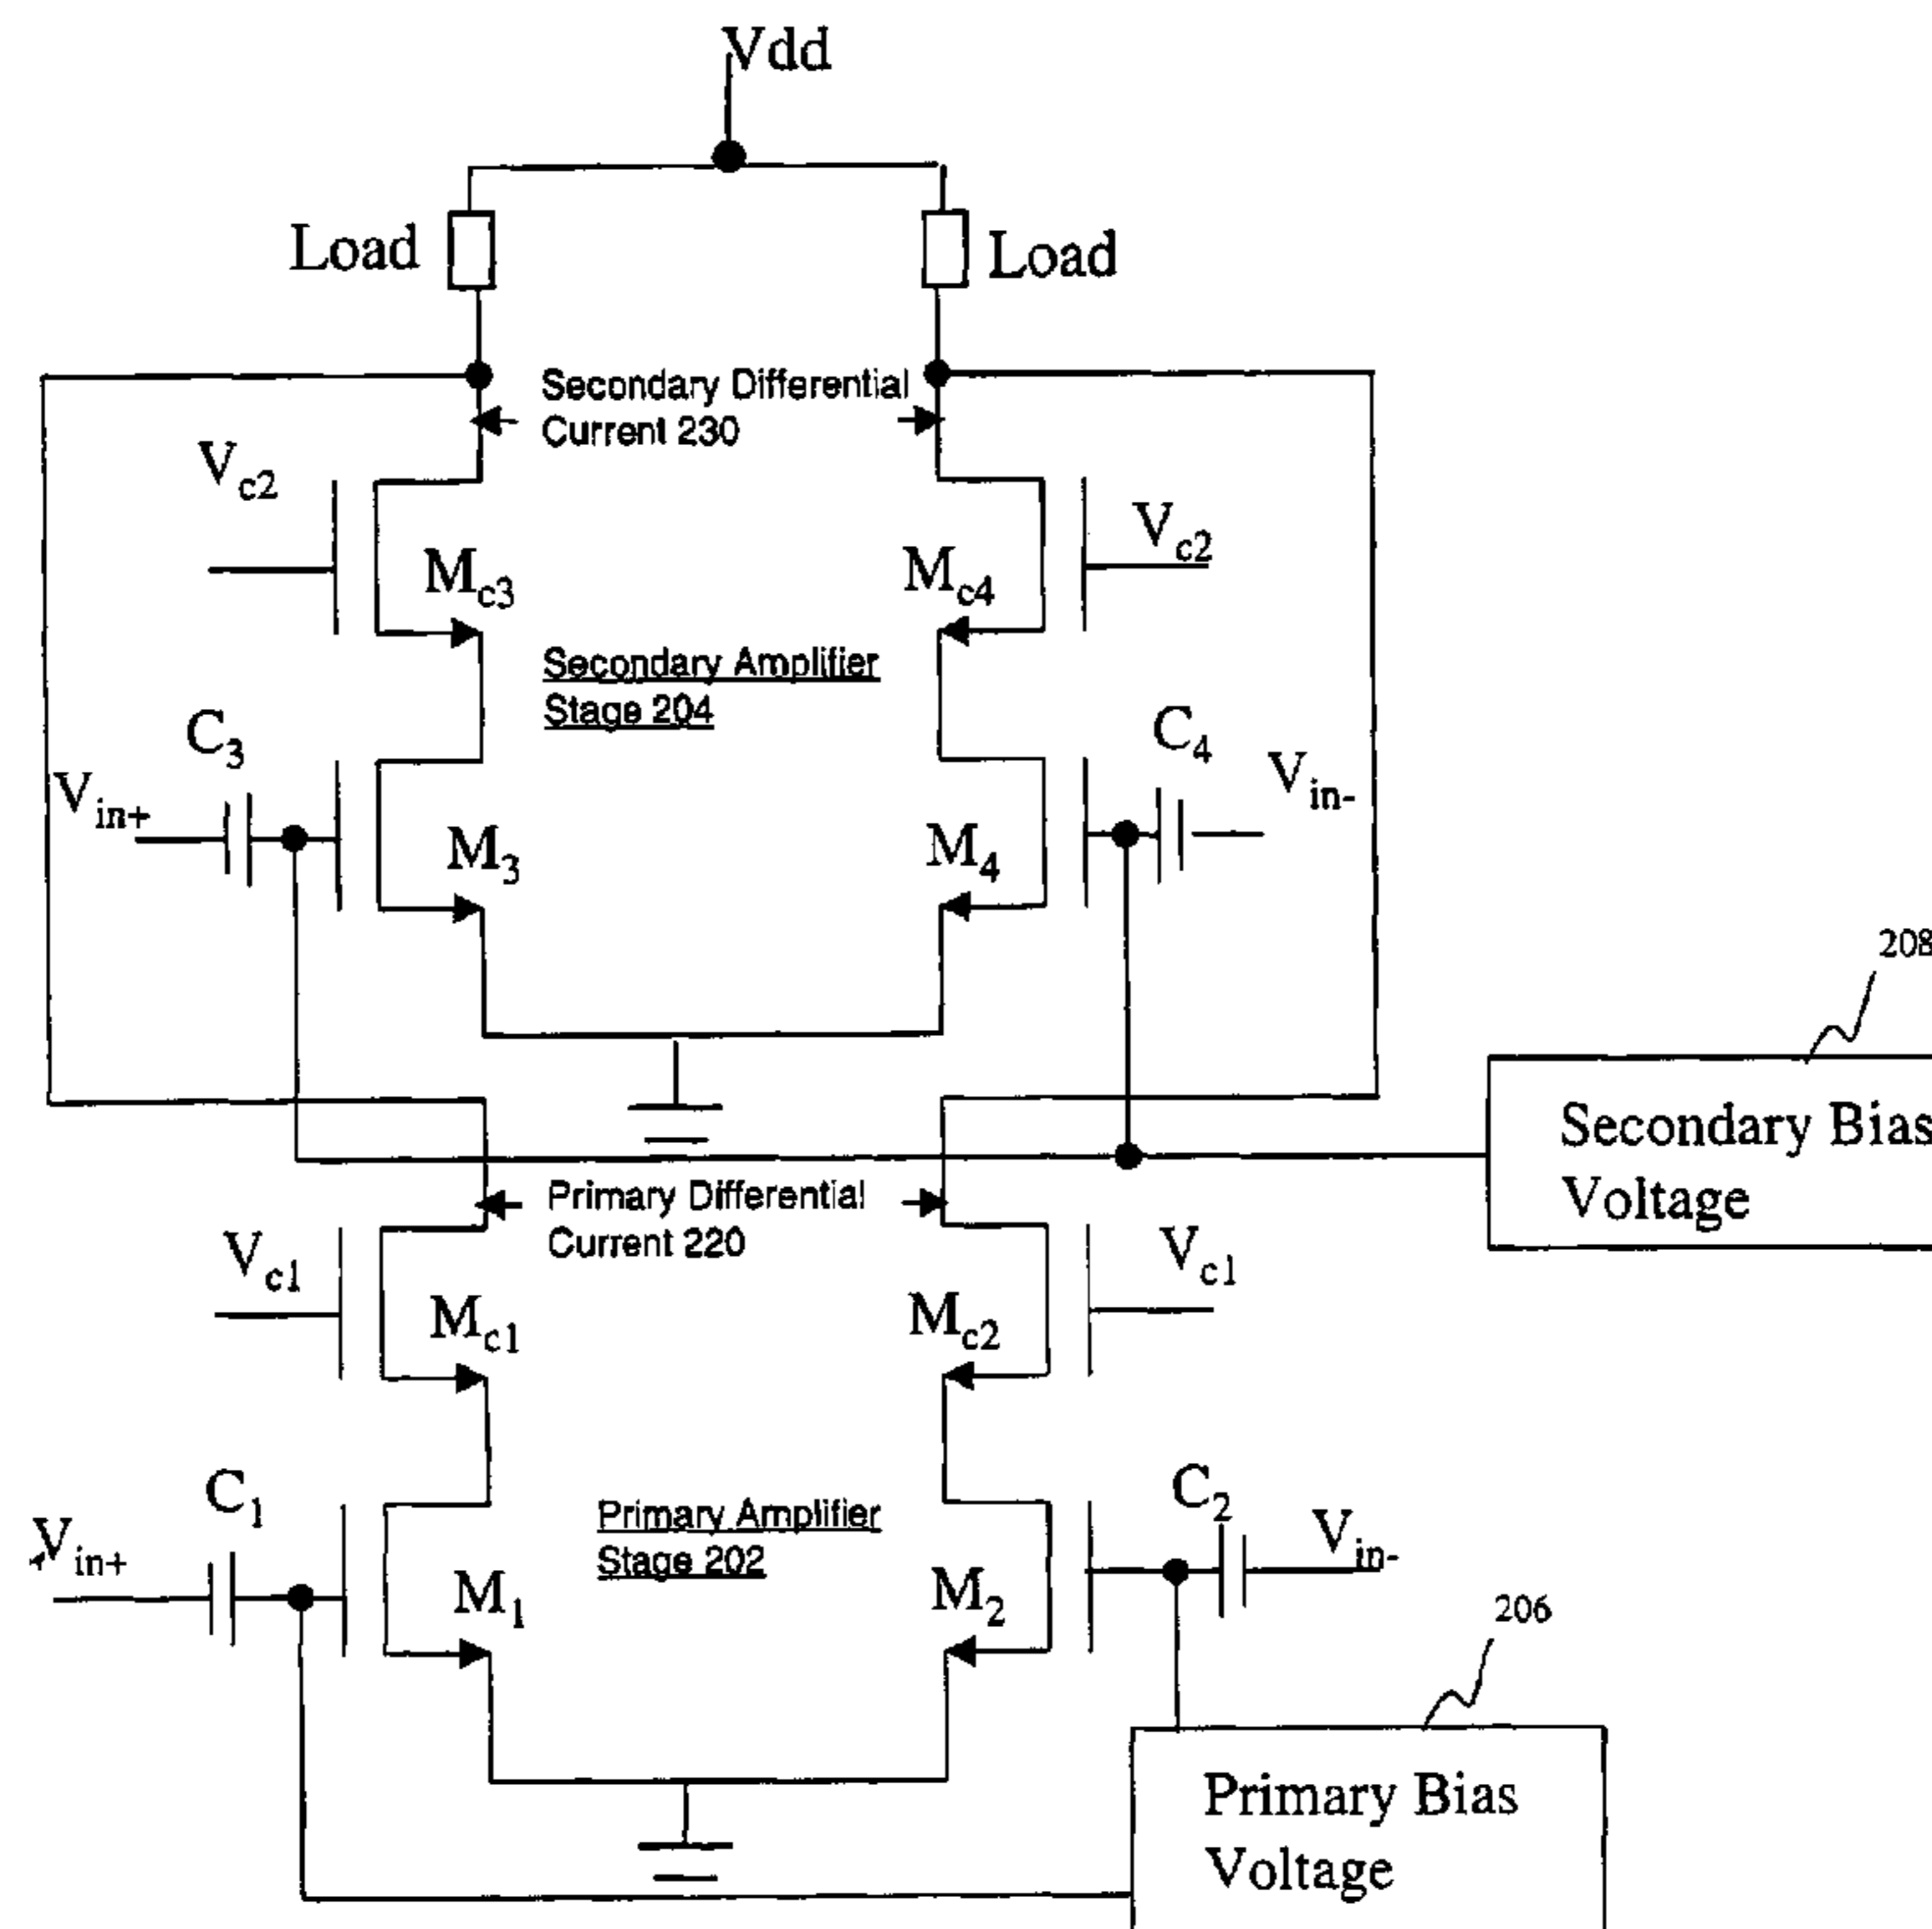 Vdd
Load
Load
Secondary Differential
Current 230
Vc2
Vc2
Mc3
Mc4
Secondary Amplifier
Stage 204
C3
C4
Vin+
Vin-
M3
M4
208
Secondary Bias
Voltage
Primary Differential
Current 220
Vc1
Vc1
Mc1
Mc2
C1
C2
Primary Amplifier
Stage 202
Vin+
Vin-
M1
M2
206
Primary Bias
Voltage